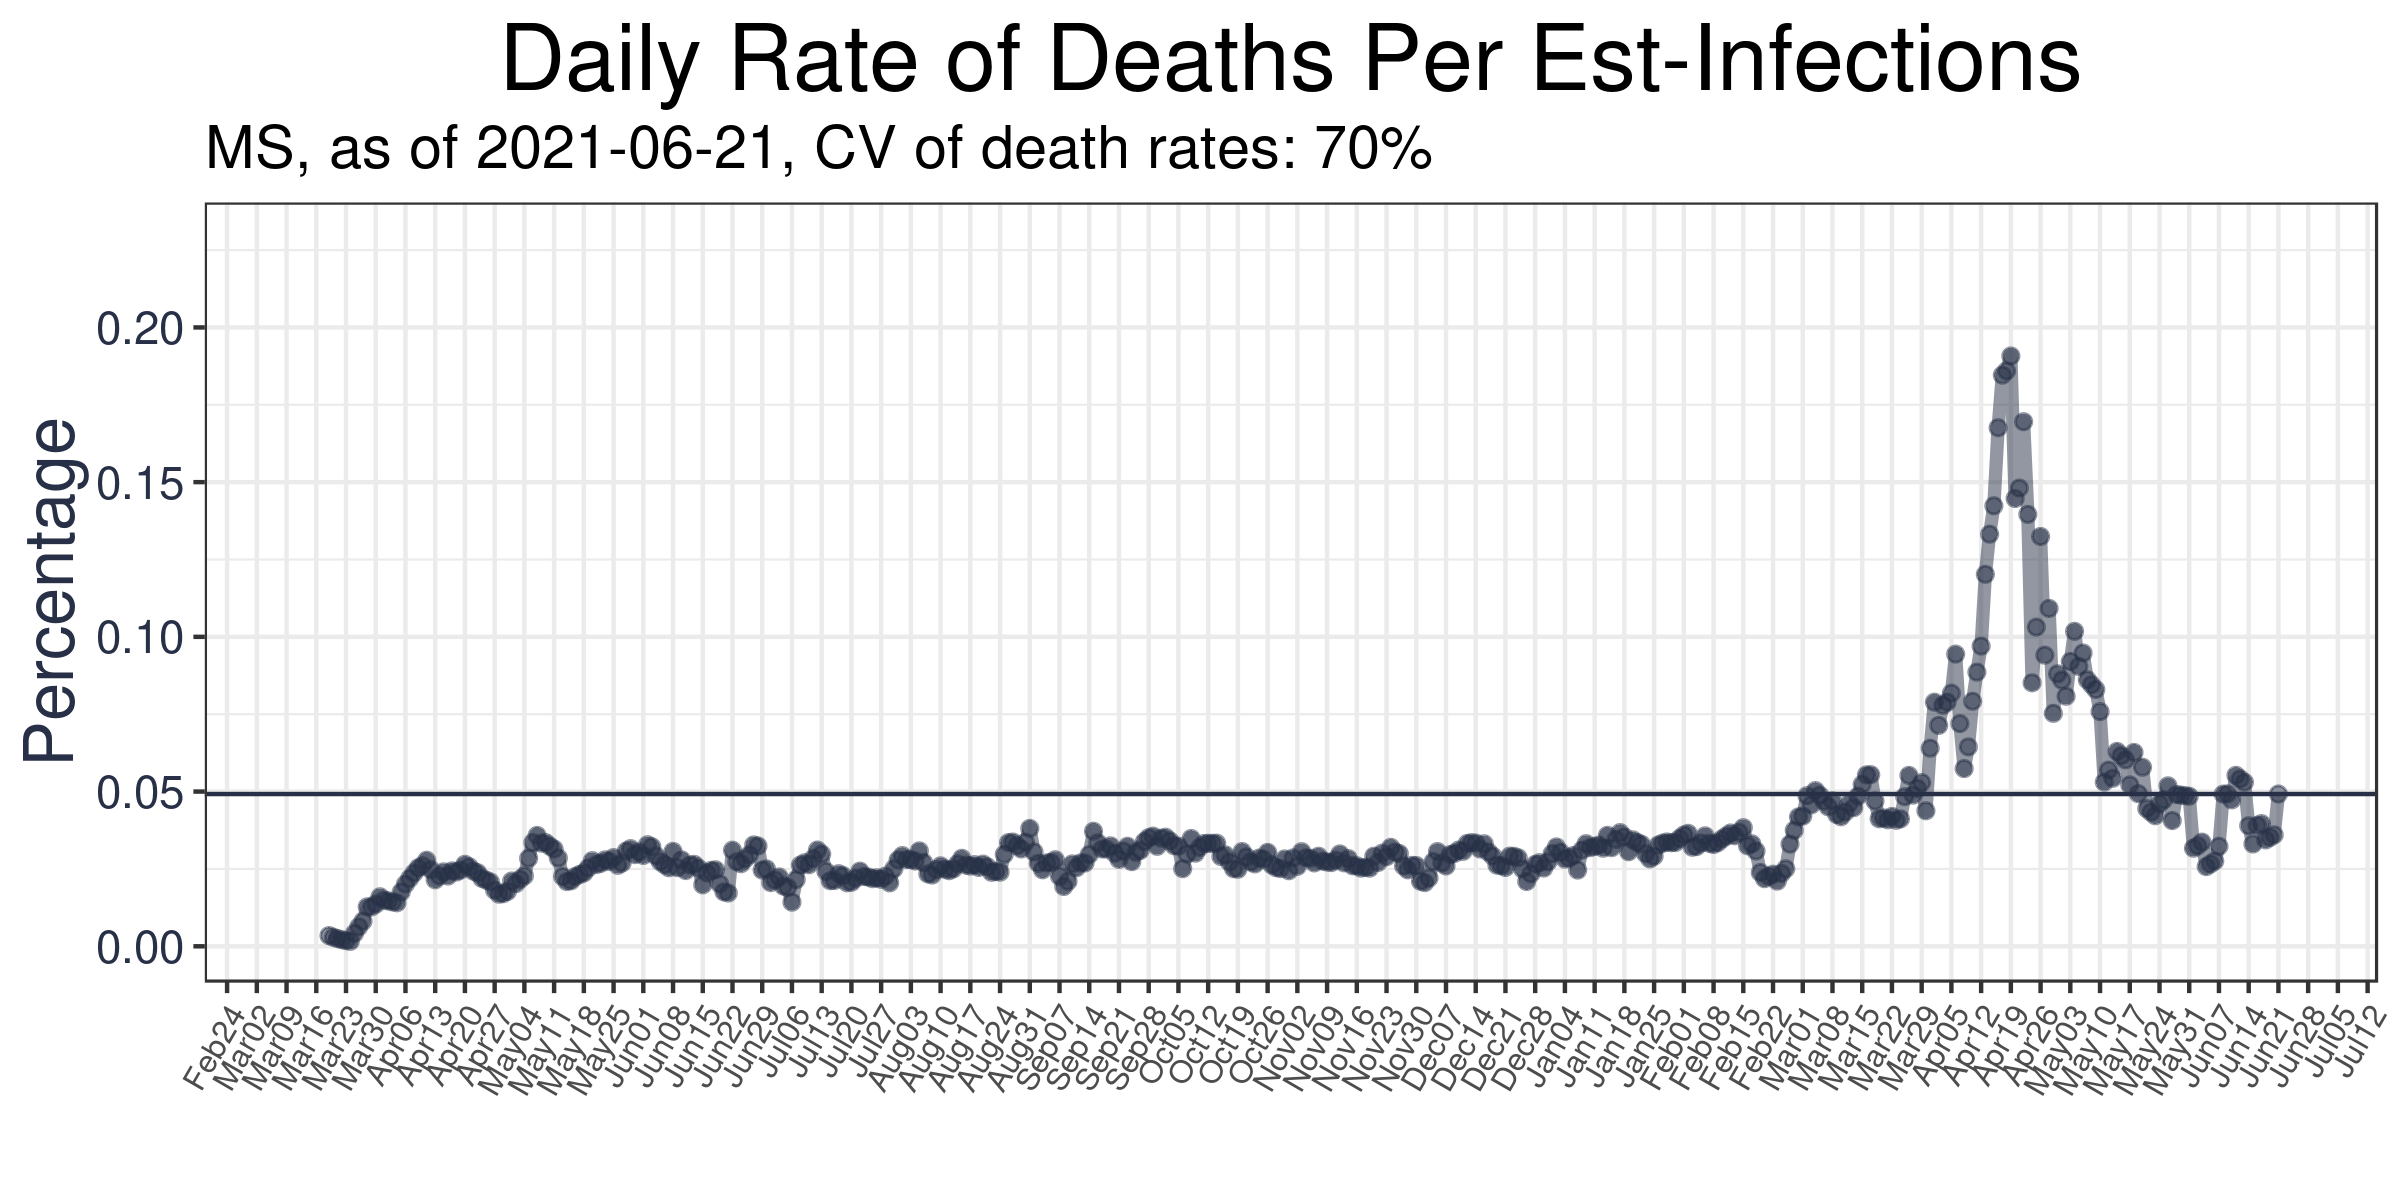 Daily Rate of Deaths Per Est-Infections
MS, as of 2021-06-21, CV of death rates: 70%
Percentage
0.20
0.15
0.10
0.05
0.00
Feb24
Mar02
Mar09
Mar16
Mar23
Mar30
Apr06
Apr13
Apr20
Apr27
May04
May11
May18
May25
Jun01
Jun08
Jun15
Jun22
Jun29
Jul06
Jul13
Jul20
Jul27
Aug03
Aug10
Aug17
Aug24
Aug31
Sep07
Sep14
Sep21
Sep28
Oct05
Oct12
Oct19
Oct26
Nov02
Nov09
Nov16
Nov23
Nov30
Dec07
Dec14
Dec21
Dec28
Dec04
Jan11
Jan18
Jan25
Feb01
Feb08
Feb15
Feb22
Mar01
Mar08
Mar15
Mar22
Mar29
Apr05
Apr12
Apr19
Apr26
May03
May10
May17
May24
May31
May07
Jun14
Jun21
Jun28
Jul05
Jul12